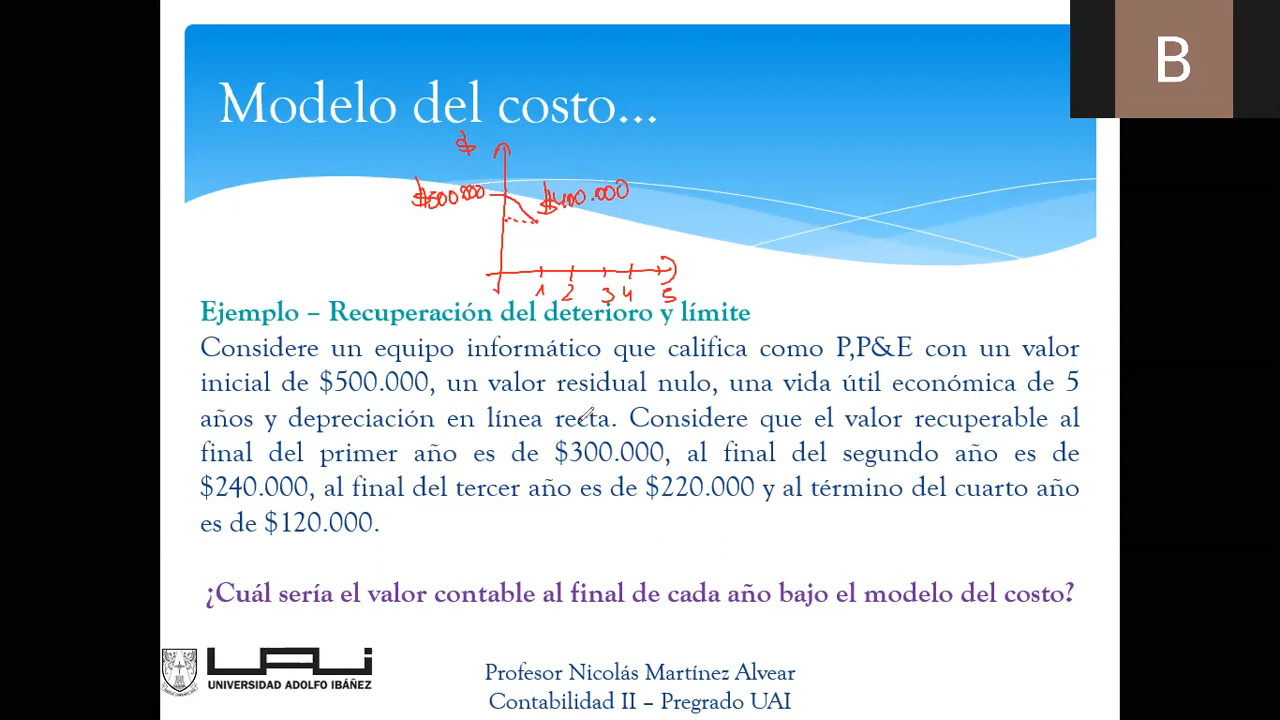 B
Modelo del costo...
$
$500.000
$400.000
1 2 3 4 5
Ejemplo – Recuperación del deterioro y límite
Considere un equipo informático que califica como P,P&E con un valor
inicial de $500.000, un valor residual nulo, una vida útil económica de 5
años y depreciación en línea recta. Considere que el valor recuperable al
final del primer año es de $300.000, al final del segundo año es de
$240.000, al final del tercer año es de $220.000 y al término del cuarto año
es de $120.000.
¿Cuál sería el valor contable al final de cada año bajo el modelo del costo?
UAI
UNIVERSIDAD ADOLFO IBÁÑEZ
Profesor Nicolás Martínez Alvear
Contabilidad II – Pregrado UAI